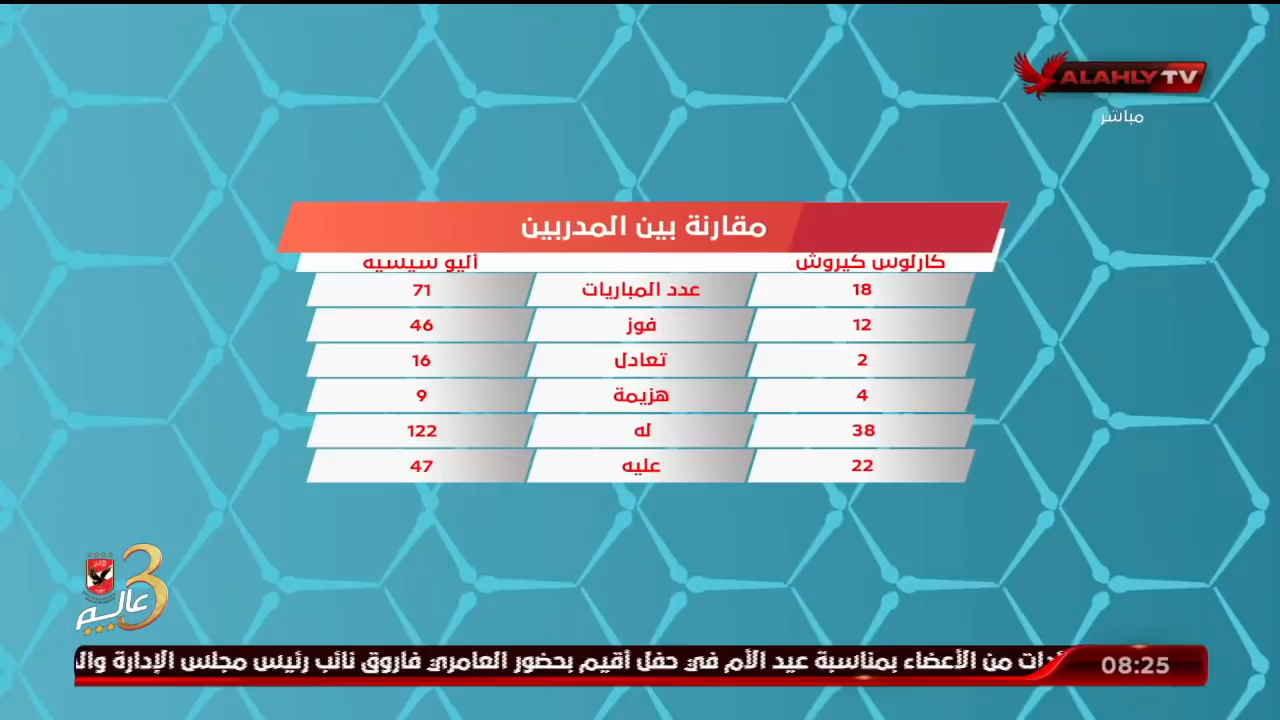 ALAHLY TV
مباشر
مقارنة بين المدربين
كارلوس كيروش أليو سيسيه
18 عدد المباريات 71
12 فوز 46
2 تعادل 16
4 هزيمة 9
38 له 122
22 عليه 47
3 عالم
08:25 من الأعضاء بمناسبة عيد الأم في حفل أقيم بحضور العامري فاروق نائب رئيس مجلس الإدارة